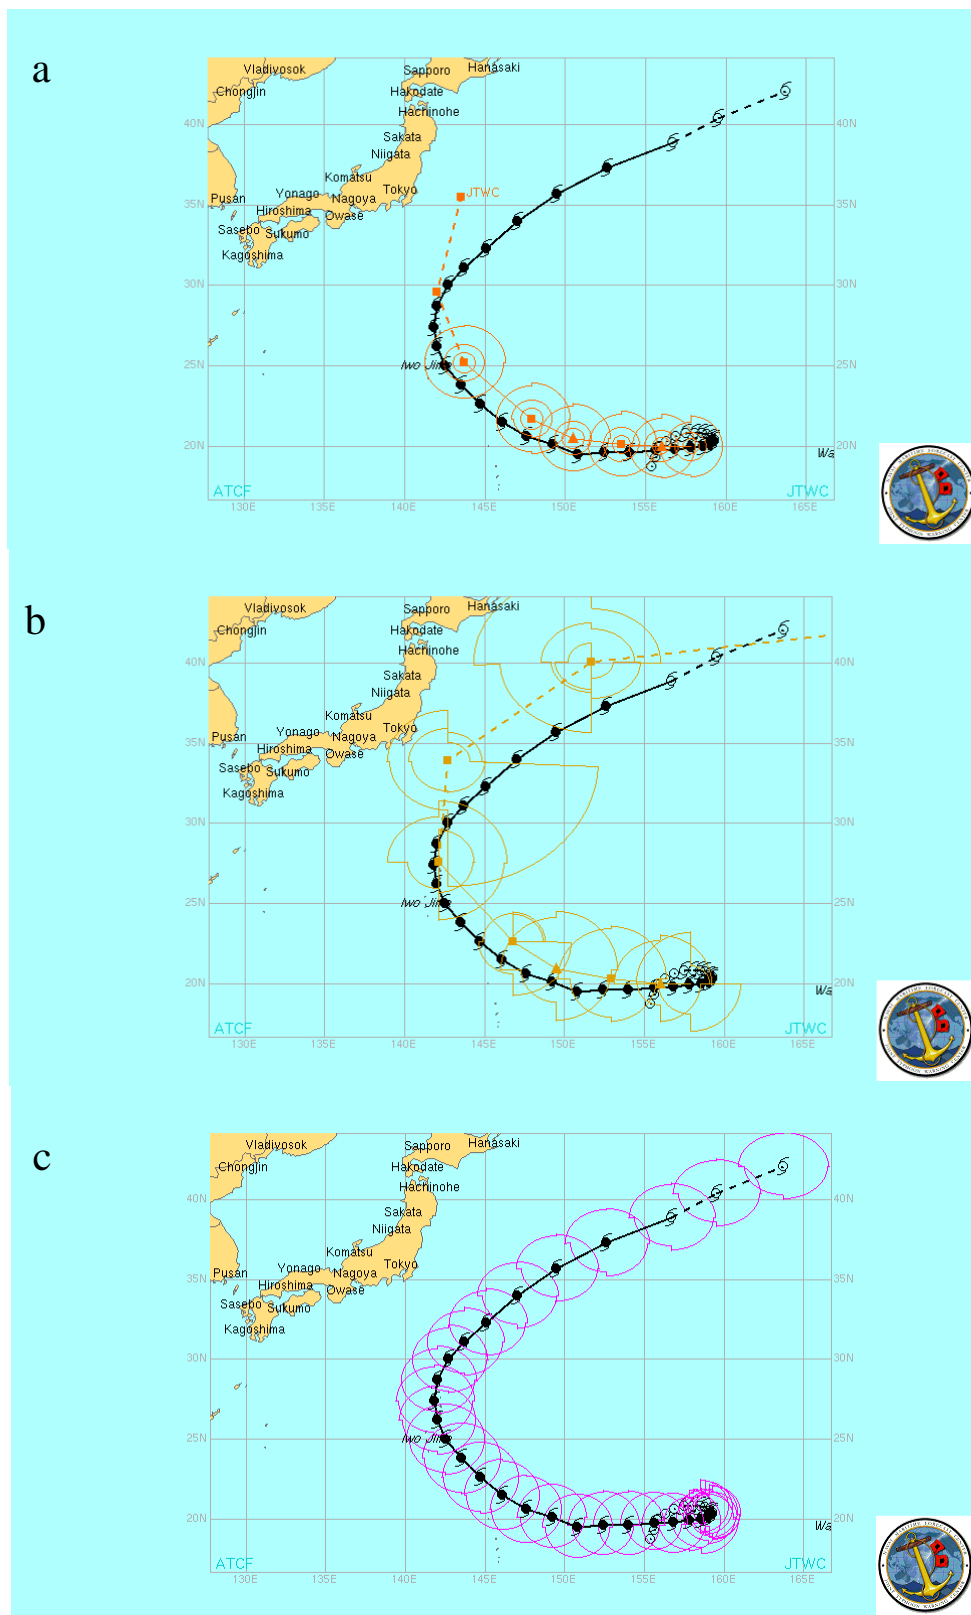 a
Vladivosok
Sapporo
Hanasaki
Chongjin
Hakodate
Hachinohe
40N
40N
Sakata
Niigata
Komatsu
Pusan
Yonago
Nagoya
Tokyo
JTWC
35N
35N
Hiroshima
Owase
Sasebo
Sukumo
Kagoshima
30N
30N
25N
Iwo Jima
25N
20N
20N
Wa
ATCF
JTWC
130E
135E
140E
145E
150E
155E
160E
165E
b
Vladivosok
Sapporo
Hanasaki
Chongjin
Hakodate
Hachinohe
40N
40N
Sakata
Niigata
Komatsu
Pusan
Yonago
Nagoya
Tokyo
35N
35N
Hiroshima
Owase
Sasebo
Sukumo
Kagoshima
30N
30N
25N
Iwo Jima
25N
20N
20N
Wa
ATCF
JTWC
130E
135E
140E
145E
150E
155E
160E
165E
c
Vladivosok
Sapporo
Hanasaki
Chongjin
Hakodate
Hachinohe
40N
40N
Sakata
Niigata
Komatsu
Pusan
Yonago
Nagoya
Tokyo
35N
35N
Hiroshima
Owase
Sasebo
Sukumo
Kagoshima
30N
30N
25N
Iwo Jima
25N
20N
20N
Wa
ATCF
JTWC
130E
135E
140E
145E
150E
155E
160E
165E